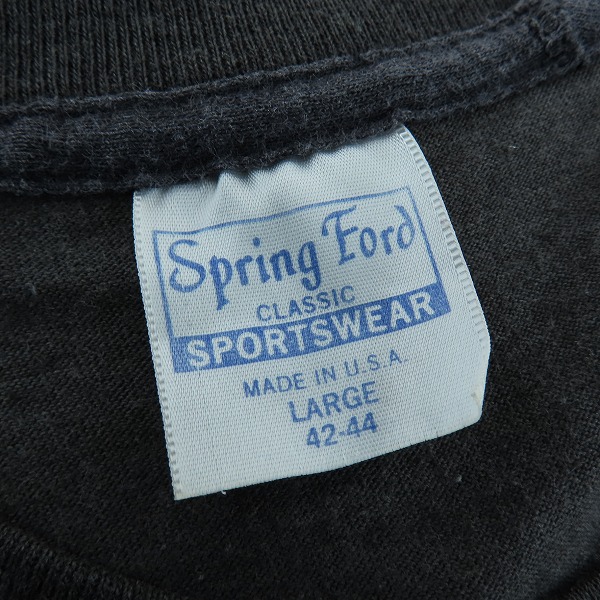 Spring Ford
CLASSIC
SPORTSWEAR
MADE IN U.S.A.
LARGE
42-44